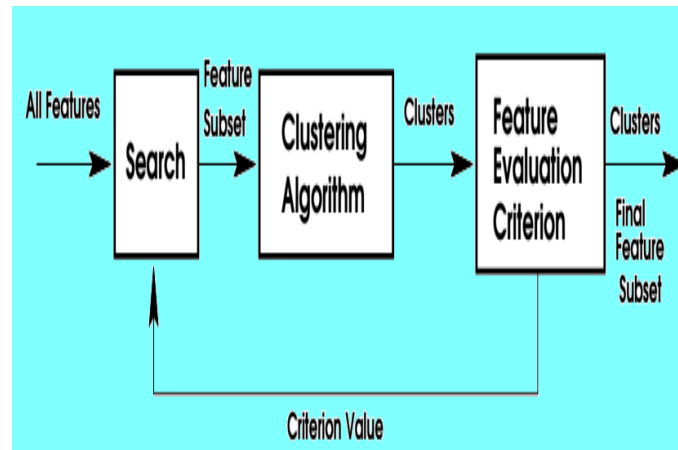 All Features
Search
Feature
Subset
Clustering
Algorithm
Clusters
Feature
Evaluation
Criterion
Clusters
Final
Feature
Subset
Criterion Value